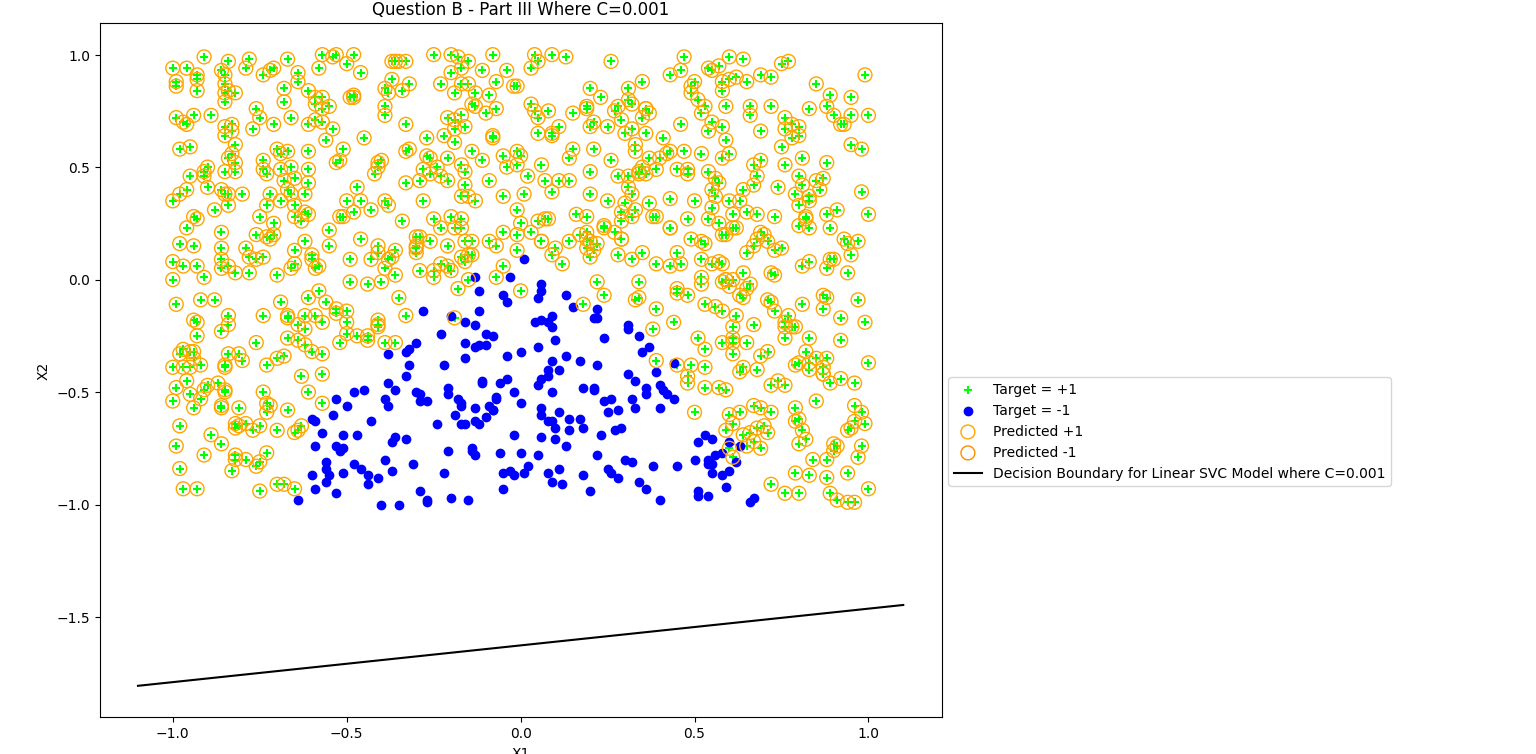 Question B - Part III Where C=0.001
1.0
0.5
0.0
−0.5
−1.0
−1.5
X2
−1.0 −0.5 0.0 0.5 1.0
X1
Target = +1
Target = -1
Predicted +1
Predicted -1
Decision Boundary for Linear SVC Model where C=0.001